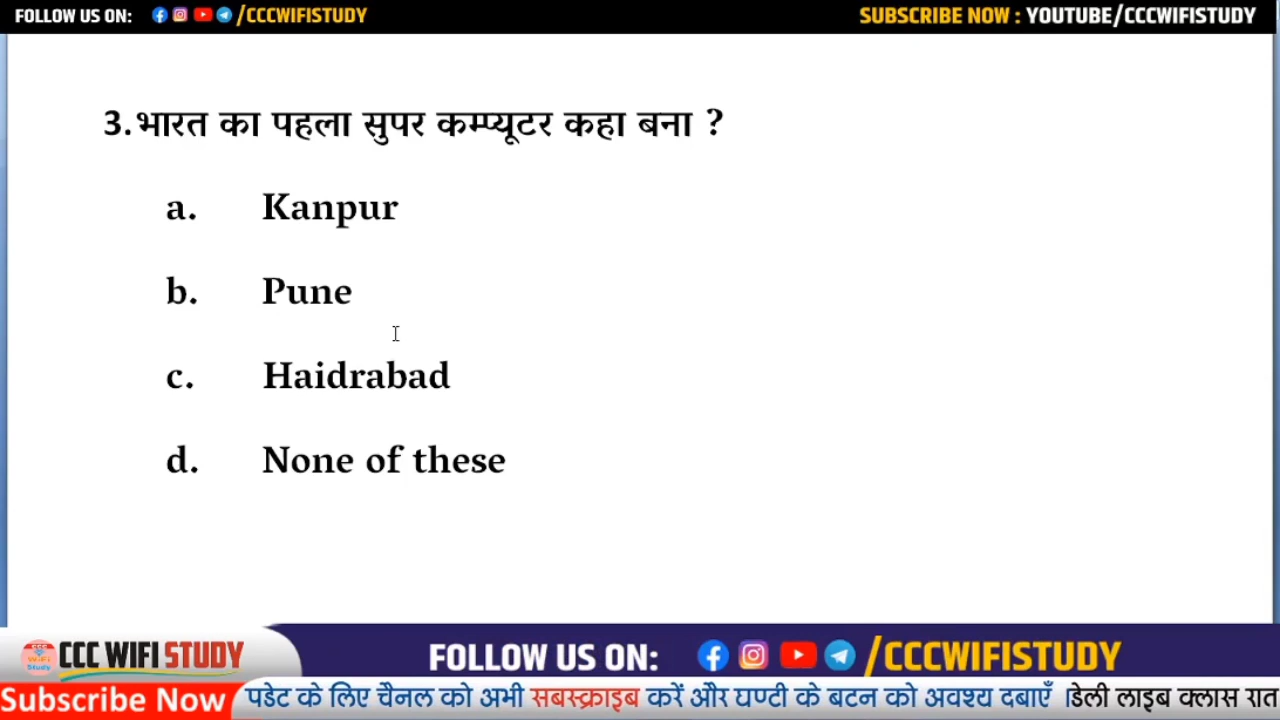 FOLLOW US ON: /CCCWIFISTUDY SUBSCRIBE NOW : YOUTUBE/CCCWIFISTUDY
3.भारत का पहला सुपर कम्प्यूटर कहा बना ?
a. Kanpur
b. Pune
c. Haidrabad
d. None of these
CCC WIFI STUDY FOLLOW US ON: /CCCWIFISTUDY
Subscribe Now पडेट के लिए चैनल को अभी सबस्क्राइब करें और घण्टी के बटन को अवश्य दबाएँ । डेली लाइब क्लास रात